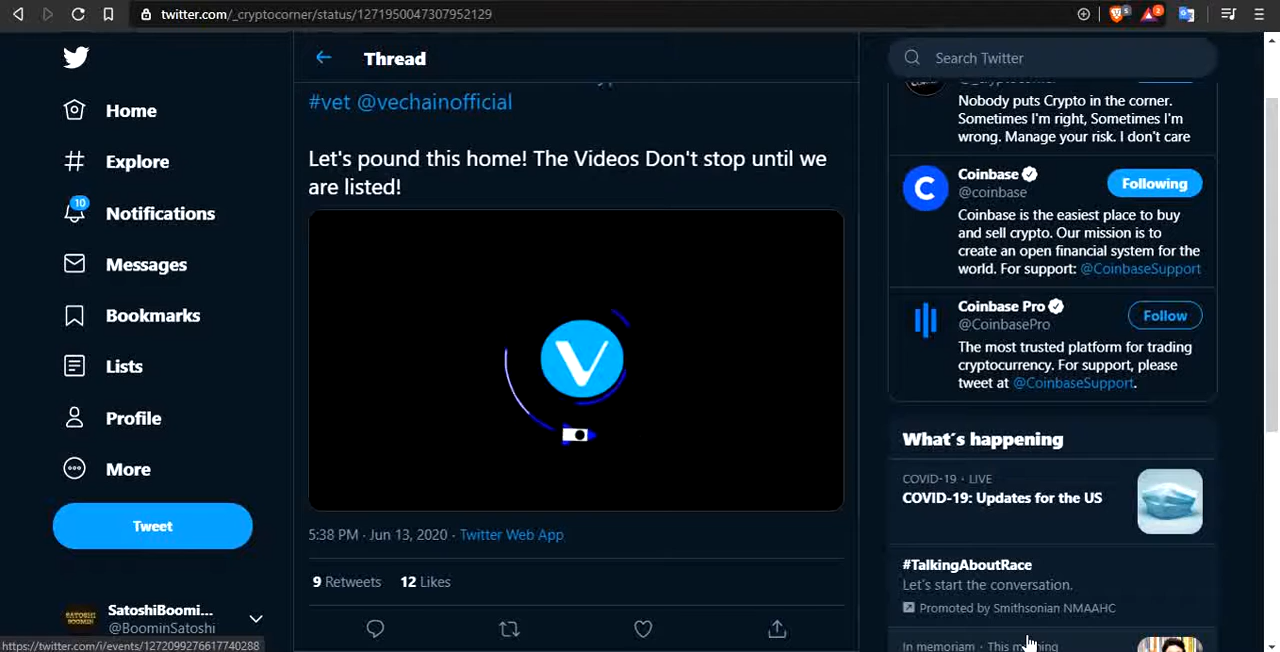 twitter.com/_cryptocorner/status/1271950047307952129
5
2
Home
Explore
10
Notifications
Messages
Bookmarks
Lists
Profile
More
Tweet
SatoshiBoomi...
@BoominSatoshi
https://twitter.com/i/events/1272099276617740288
Thread
#vet @vechainofficial
Let's pound this home! The Videos Don't stop until we
are listed!
5:38 PM · Jun 13, 2020 · Twitter Web App
9 Retweets 12 Likes
Search Twitter
Nobody puts Crypto in the corner.
Sometimes I'm right, Sometimes I'm
wrong. Manage your risk. I don't care
Coinbase
@coinbase
Following
Coinbase is the easiest place to buy
and sell crypto. Our mission is to
create an open financial system for the
world. For support: @CoinbaseSupport
Coinbase Pro
@CoinbasePro
Follow
The most trusted platform for trading
cryptocurrency. For support, please
tweet at @CoinbaseSupport.
What´s happening
COVID-19 · LIVE
COVID-19: Updates for the US
#TalkingAboutRace
Let's start the conversation.
Promoted by Smithsonian NMAAHC
In memoriam · This morning